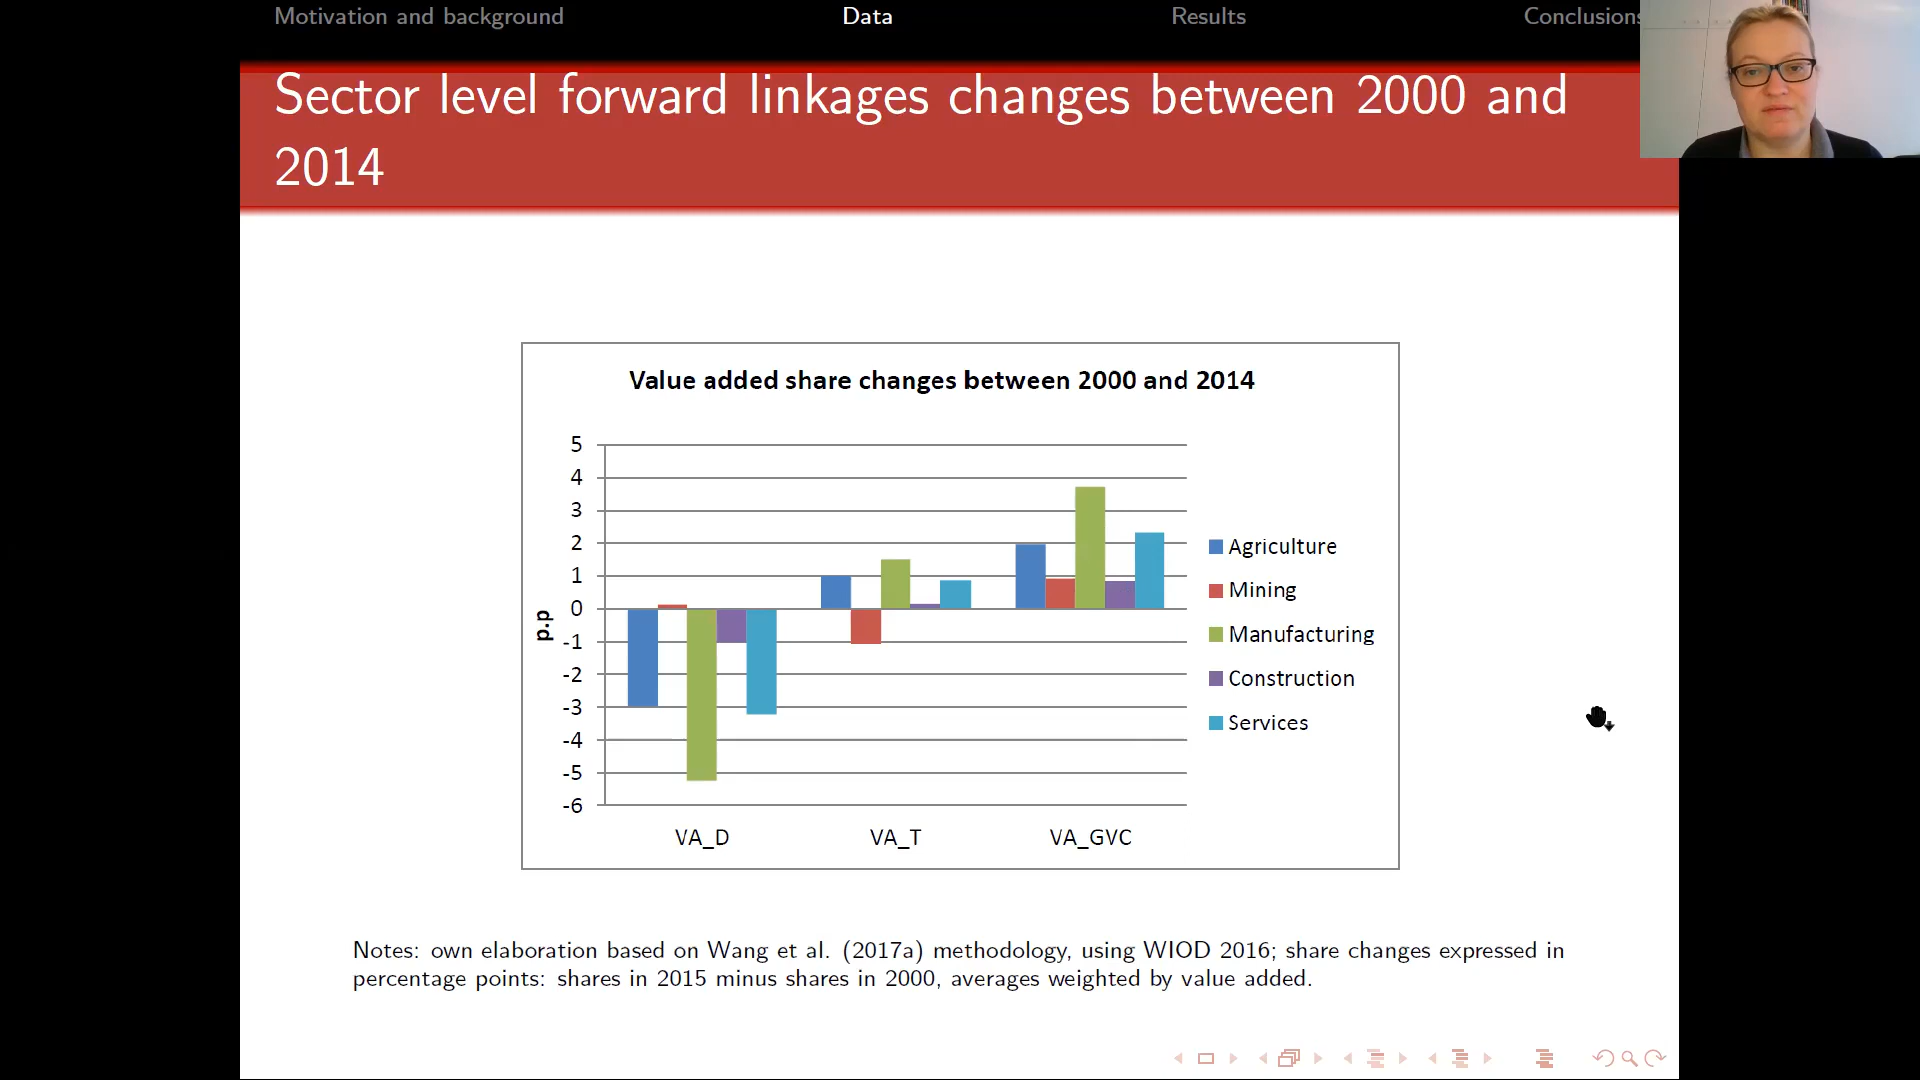 Motivation and background
Data
Results
Conclusions
Sector level forward linkages changes between 2000 and
2014
Value added share changes between 2000 and 2014
5
4
3
2
1
0
-1
-2
-3
-4
-5
-6
p.p
VA_D
VA_T
VA_GVC
Agriculture
Mining
Manufacturing
Construction
Services
Notes: own elaboration based on Wang et al. (2017a) methodology, using WIOD 2016; share changes expressed in
percentage points: shares in 2015 minus shares in 2000, averages weighted by value added.